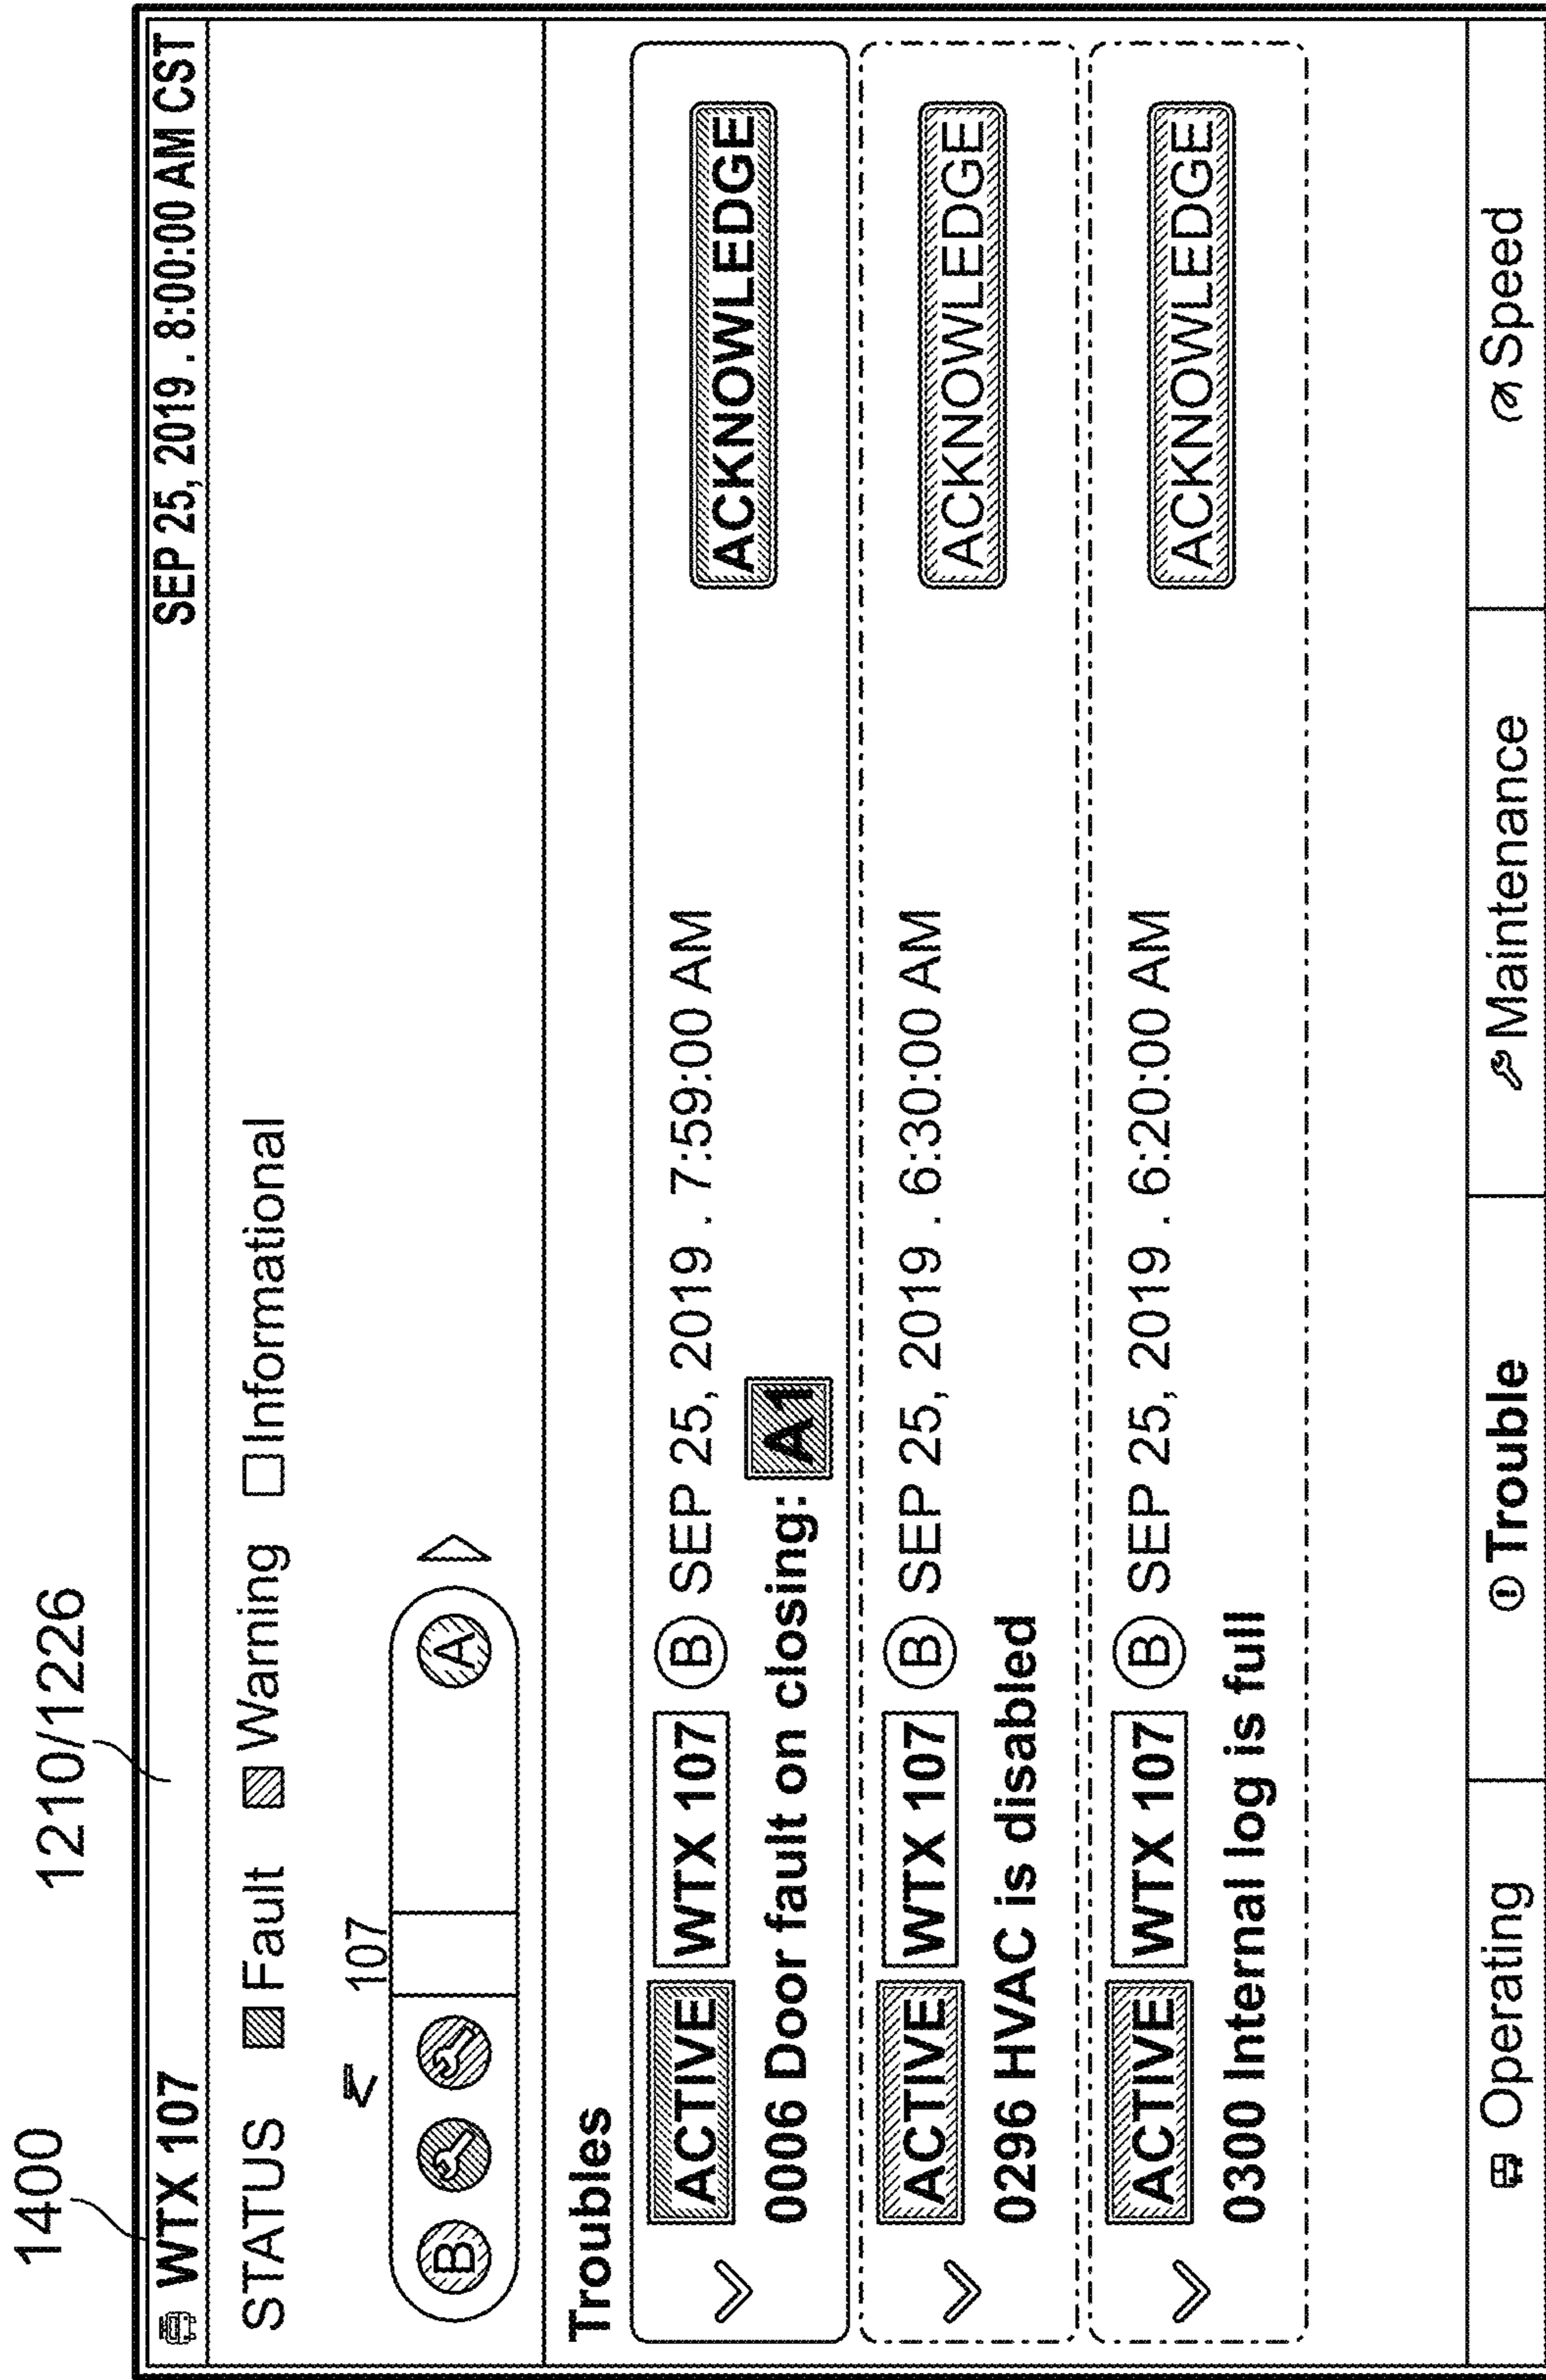 1400
1210/1226
WTX 107 SEP 25, 2019 . 8:00:00 AM CST
STATUS Fault Warning Informational
107
B A
Troubles
ACTIVE WTX 107 B SEP 25, 2019 . 7:59:00 AM ACKNOWLEDGE
0006 Door fault on closing: A1
ACTIVE WTX 107 B SEP 25, 2019 . 6:30:00 AM ACKNOWLEDGE
0296 HVAC is disabled
ACTIVE WTX 107 B SEP 25, 2019 . 6:20:00 AM ACKNOWLEDGE
0300 Internal log is full
Operating Trouble Maintenance Speed